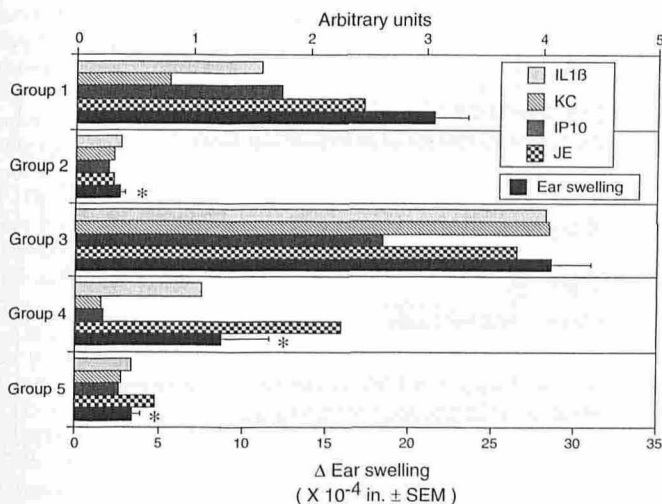 Arbitrary units
0 1 2 3 4 5
IL1ß
KC
IP10
JE
Ear swelling
Group 1
Group 2
*
Group 3
Group 4
*
Group 5
*
0 5 10 15 20 25 30 35
Δ Ear swelling
( X 10⁻⁴ in. ± SEM )